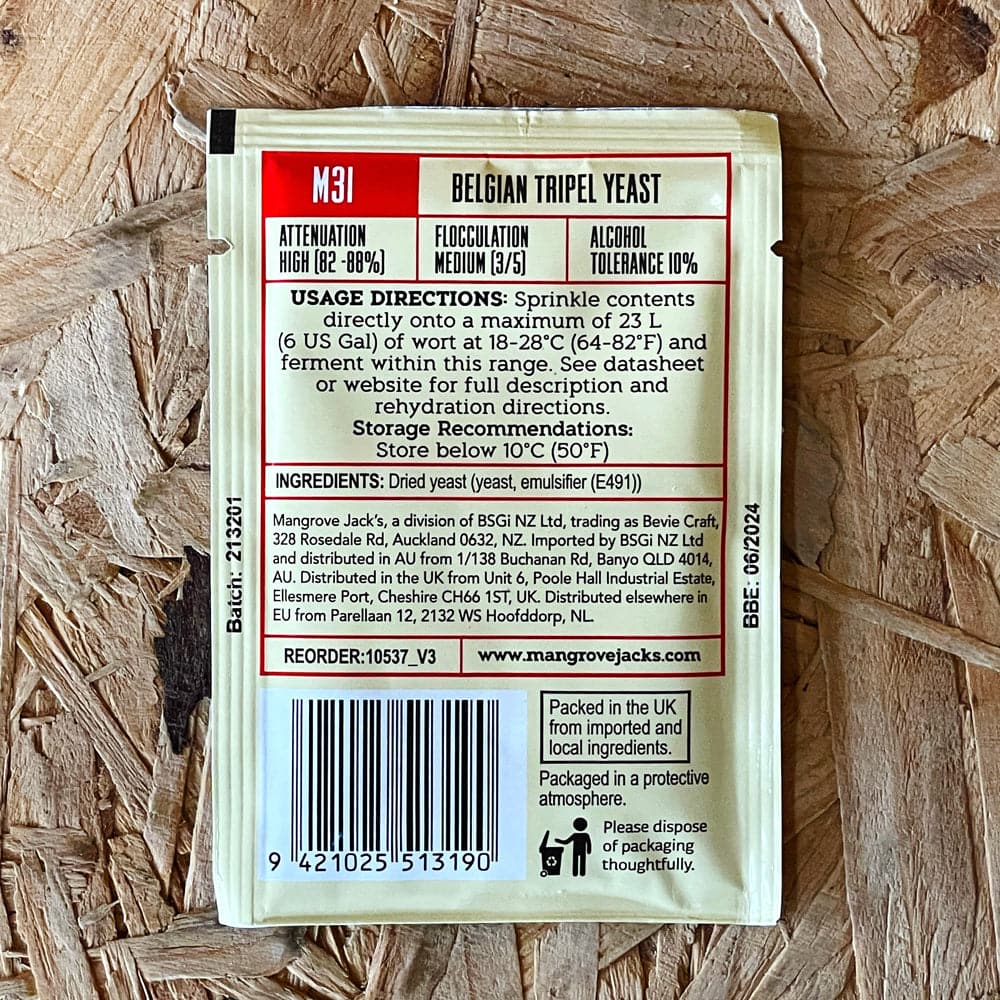 M31
BELGIAN TRIPEL YEAST
ATTENUATION
HIGH (82 -88%)
FLOCCULATION
MEDIUM (3/5)
ALCOHOL
TOLERANCE 10%
USAGE DIRECTIONS: Sprinkle contents
directly onto a maximum of 23 L
(6 US Gal) of wort at 18-28°C (64-82°F) and
ferment within this range. See datasheet
or website for full description and
rehydration directions.
Storage Recommendations:
Store below 10°C (50°F)
INGREDIENTS: Dried yeast (yeast, emulsifier (E491))
Mangrove Jack's, a division of BSGi NZ Ltd, trading as Bevie Craft,
328 Rosedale Rd, Auckland 0632, NZ. Imported by BSGi NZ Ltd
and distributed in AU from 1/138 Buchanan Rd, Banyo QLD 4014,
AU. Distributed in the UK from Unit 6, Poole Hall Industrial Estate,
Ellesmere Port, Cheshire CH66 1ST, UK. Distributed elsewhere in
EU from Parellaan 12, 2132 WS Hoofddorp, NL.
REORDER:10537_V3
www.mangrovejacks.com
Batch: 213201
BBE: 06/2024
9 421025 513190
Packed in the UK
from imported and
local ingredients.
Packaged in a protective
atmosphere.
Please dispose
of packaging
thoughtfully.